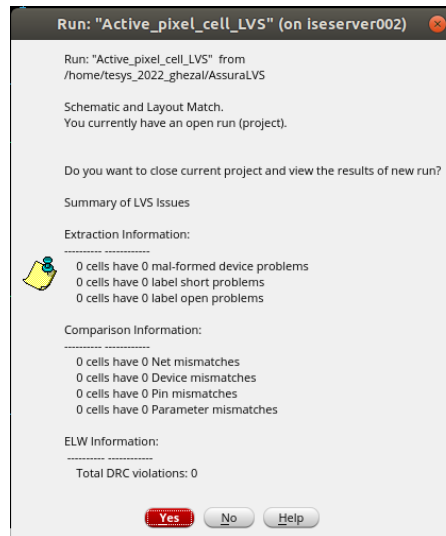 Run: "Active_pixel_cell_LVS" (on iseserver002)
Run: "Active_pixel_cell_LVS" from
/home/tesys_2022_ghezal/AssuraLVS
Schematic and Layout Match.
You currently have an open run (project).
Do you want to close current project and view the results of new run?
Summary of LVS Issues
Extraction Information:
---------- ------------
0 cells have 0 mal-formed device problems
0 cells have 0 label short problems
0 cells have 0 label open problems
Comparison Information:
---------- ------------
0 cells have 0 Net mismatches
0 cells have 0 Device mismatches
0 cells have 0 Pin mismatches
0 cells have 0 Parameter mismatches
ELW Information:
---------- ------------
Total DRC violations: 0
Yes No Help